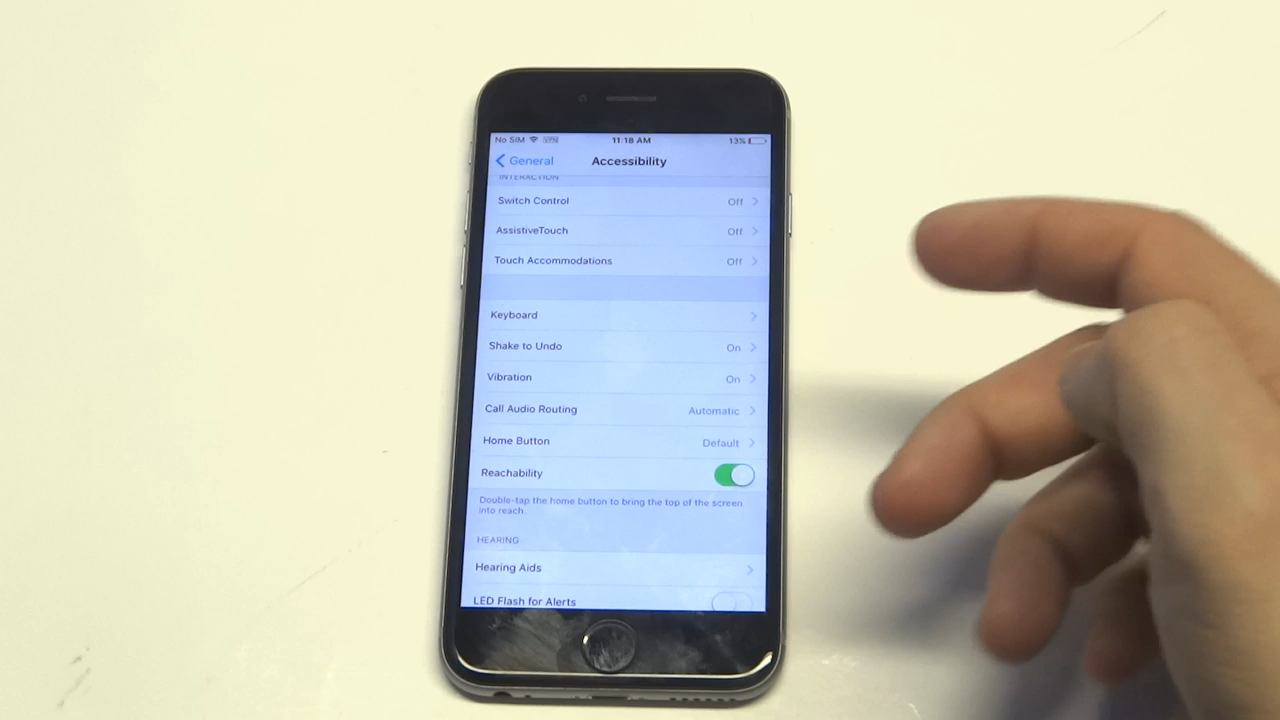 No SIM VPN 11:18 AM 13%
General Accessibility
INTERACTION
Switch Control Off
AssistiveTouch Off
Touch Accommodations Off
Keyboard
Shake to Undo On
Vibration On
Call Audio Routing Automatic
Home Button Default
Reachability
Double-tap the home button to bring the top of the screen
into reach.
HEARING
Hearing Aids
LED Flash for Alerts